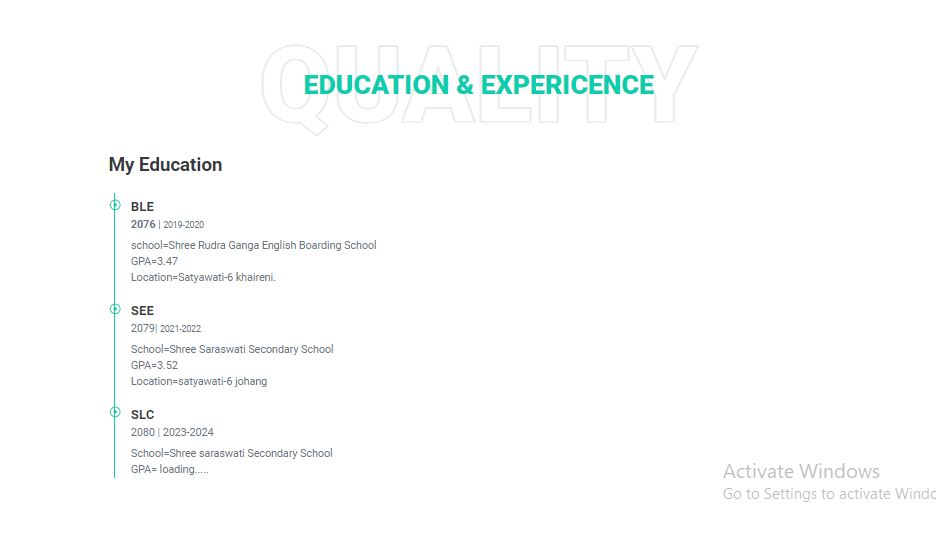 QUALITY
EDUCATION & EXPERICENCE
My Education
BLE
2076 | 2019-2020
school=Shree Rudra Ganga English Boarding School
GPA=3.47
Location=Satyawati-6 khaireni.
SEE
2079| 2021-2022
School=Shree Saraswati Secondary School
GPA=3.52
Location=satyawati-6 johang
SLC
2080 | 2023-2024
School=Shree saraswati Secondary School
GPA= loading.....
Activate Windows
Go to Settings to activate Windo